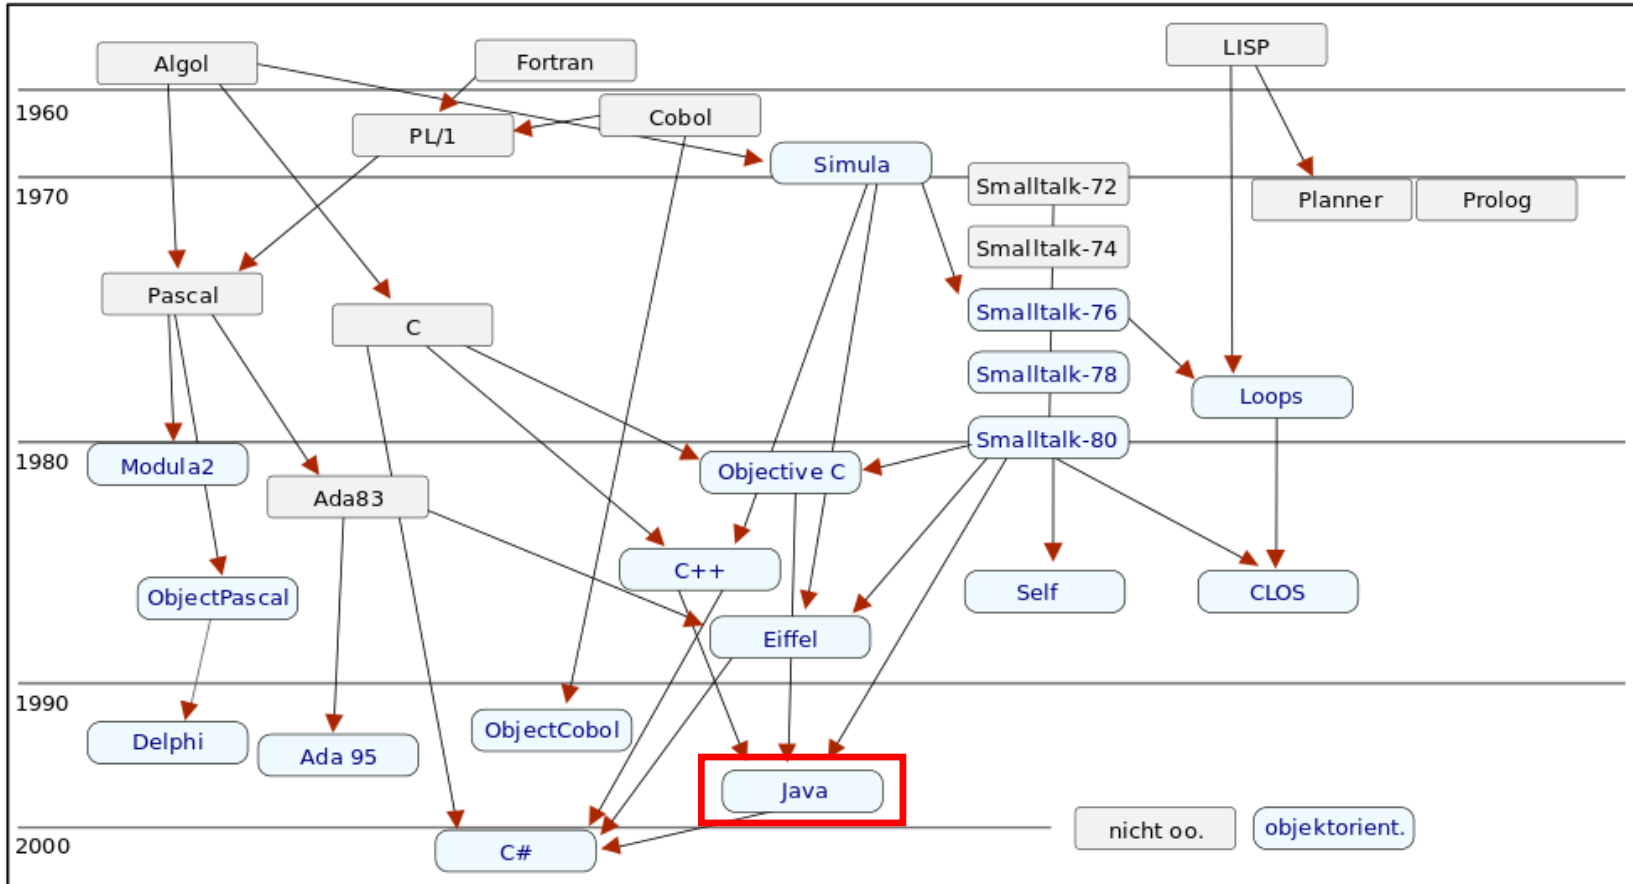 LISP
Fortran
Algol
1960
Cobol
PL/1
Simula
1970
Smalltalk-72
Planner
Prolog
Smalltalk-74
Pascal
Smalltalk-76
C
Smalltalk-78
Loops
Smalltalk-80
1980
Modula2
Objective C
Ada83
C++
ObjectPascal
Self
CLOS
Eiffel
1990
ObjectCobol
Delphi
Ada 95
Java
nicht oo.
objektorient.
2000
C#